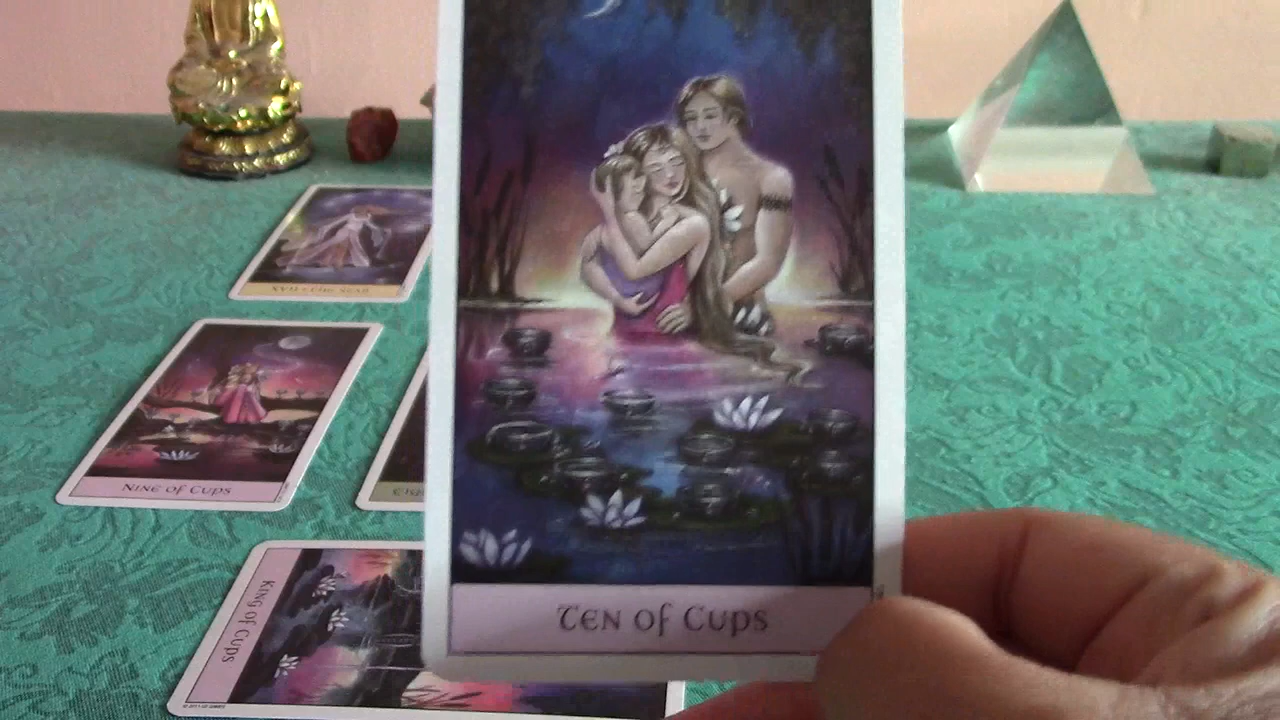 XVII • The Star
Nine of Cups
King of Cups
Ten of Cups